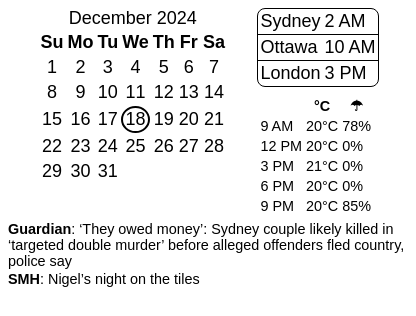 December 2024
Su Mo Tu We Th Fr Sa
1 2 3 4 5 6 7
8 9 10 11 12 13 14
15 16 17 18 19 20 21
22 23 24 25 26 27 28
29 30 31
Sydney 2 AM
Ottawa 10 AM
London 3 PM
°C ☂
9 AM 20°C 78%
12 PM 20°C 0%
3 PM 21°C 0%
6 PM 20°C 0%
9 PM 20°C 85%
Guardian: ‘They owed money’: Sydney couple likely killed in
‘targeted double murder’ before alleged offenders fled country,
police say
SMH: Nigel’s night on the tiles